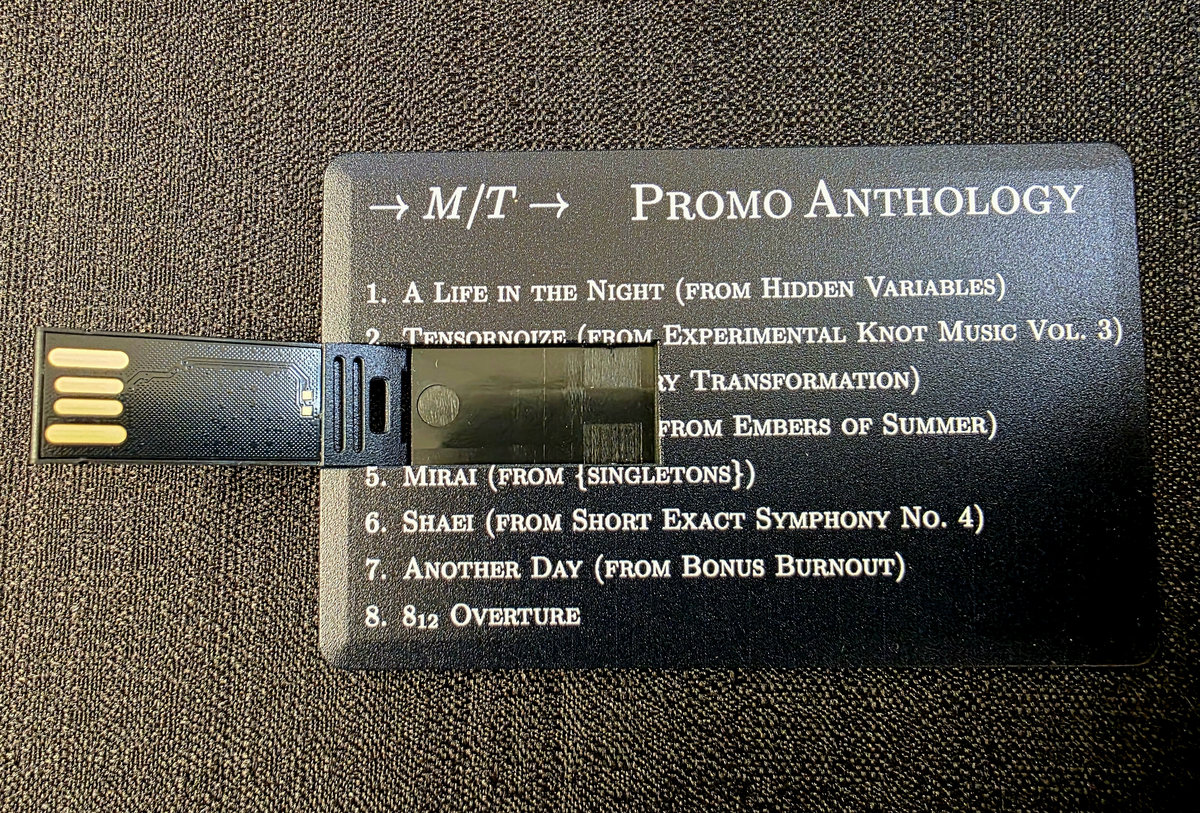 → M/T → Promo Anthology
1. A Life in the Night (from Hidden Variables)
2. Tensornoize (from Experimental Knot Music Vol. 3)
Transformation)
from Embers of Summer)
5. Mirai (from {singletons})
6. Shaei (from Short Exact Symphony No. 4)
7. Another Day (from Bonus Burnout)
8. 8₁₂ Overture